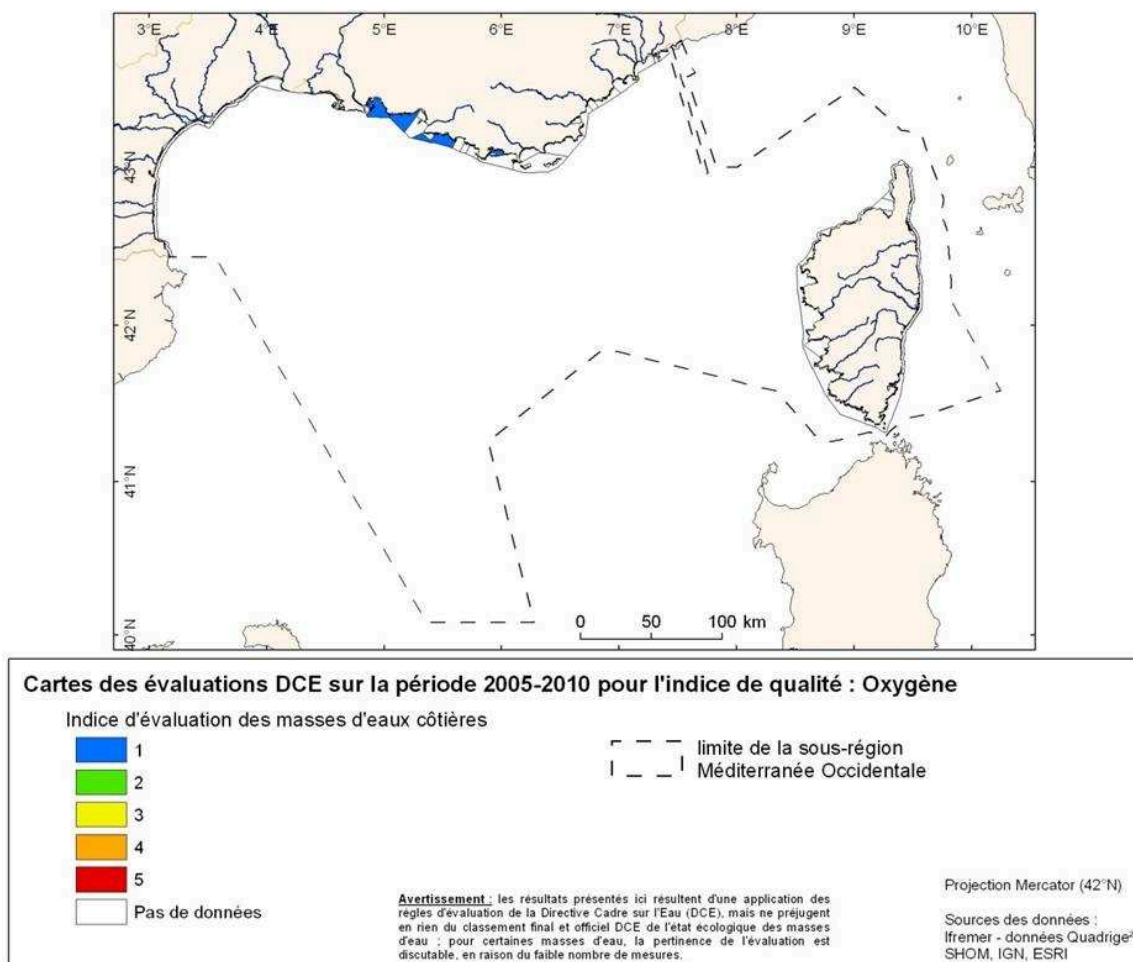 3°E 4°E 5°E 6°E 7°E 8°E 9°E 10°E
43°N
42°N
41°N
40°N
0 50 100 km
Cartes des évaluations DCE sur la période 2005-2010 pour l'indice de qualité : Oxygène
Indice d'évaluation des masses d'eaux côtières
1
2
3
4
5
Pas de données
limite de la sous-région
Méditerranée Occidentale
Avertissement : les résultats présentés ici résultent d'une application des
règles d'évaluation de la Directive Cadre sur l'Eau (DCE), mais ne préjugent
en rien du classement final et officiel DCE de l'état écologique des masses
d'eau ; pour certaines masses d'eau, la pertinence de l'évaluation est
discutable, en raison du faible nombre de mesures.
Projection Mercator (42°N)
Sources des données :
Ifremer - données Quadrige²
SHOM, IGN, ESRI